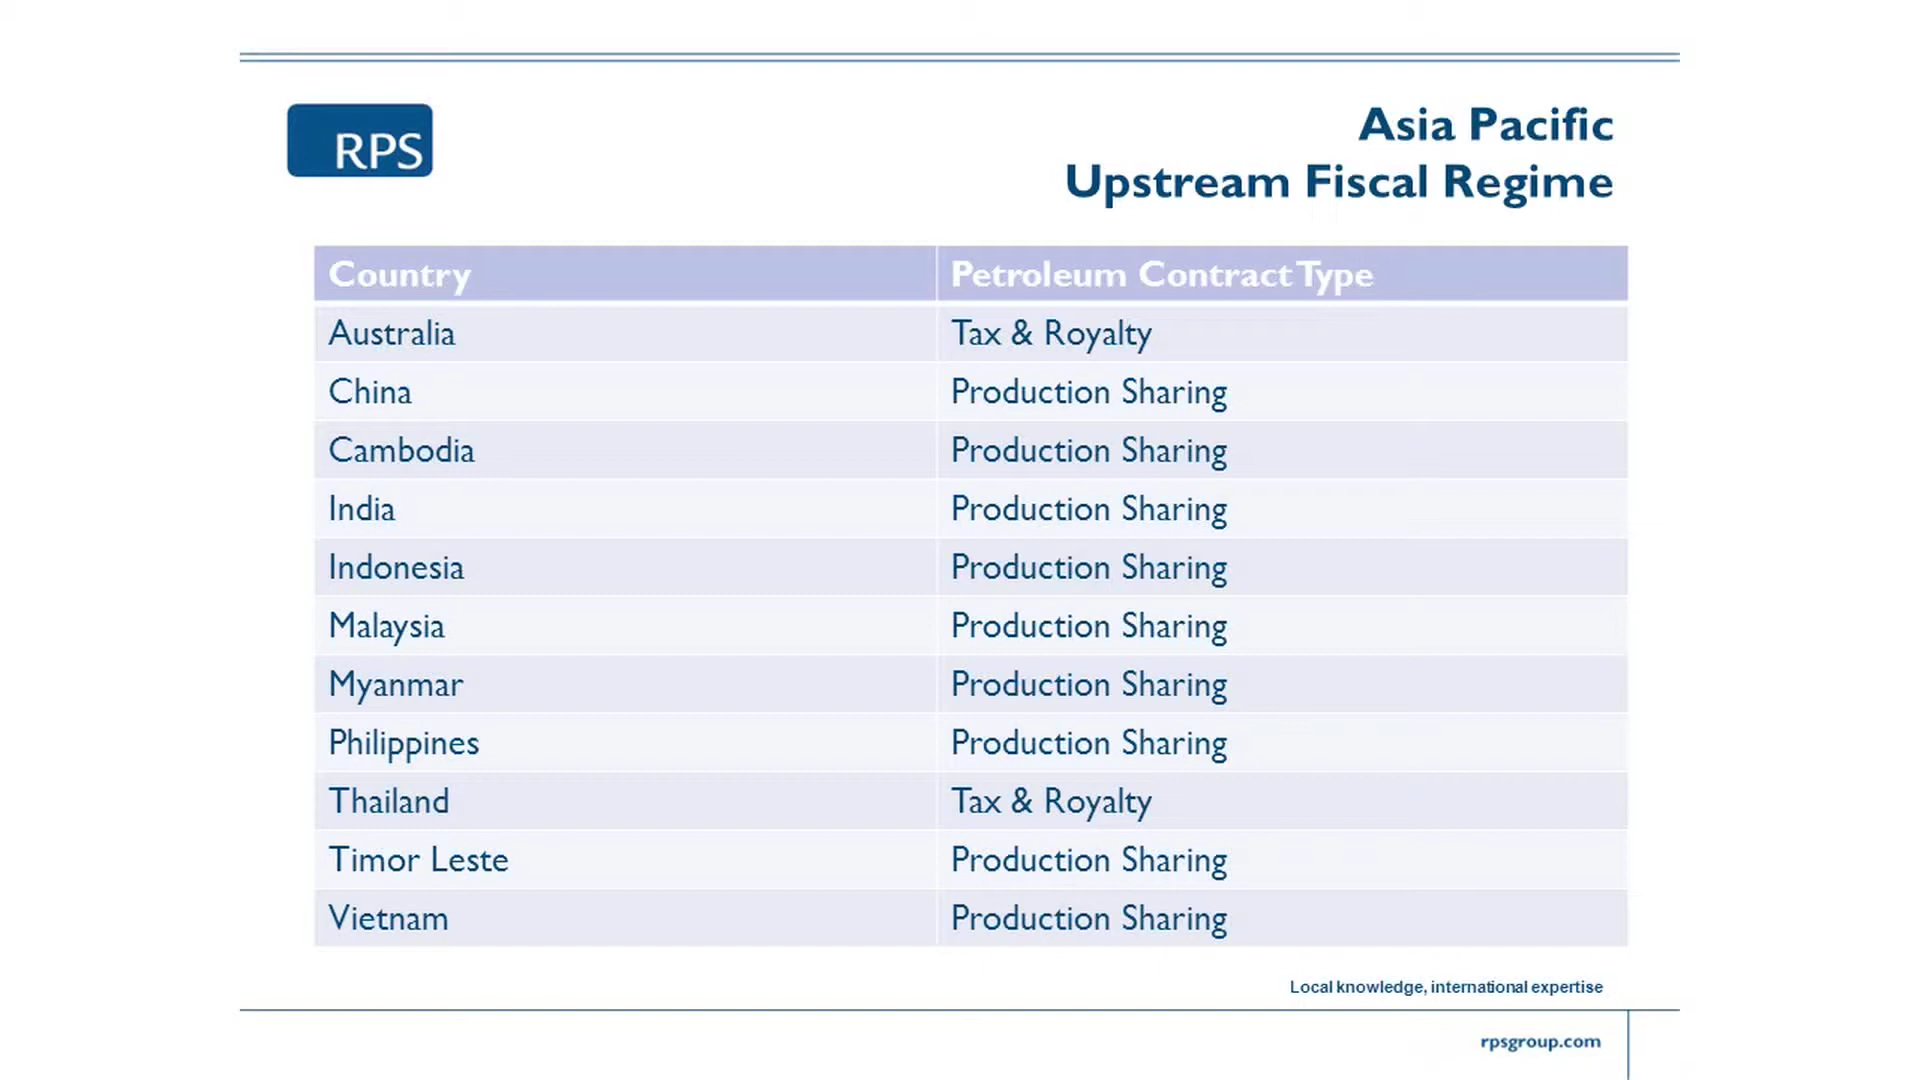 RPS
Asia Pacific
Upstream Fiscal Regime
Country Petroleum Contract Type
Australia Tax & Royalty
China Production Sharing
Cambodia Production Sharing
India Production Sharing
Indonesia Production Sharing
Malaysia Production Sharing
Myanmar Production Sharing
Philippines Production Sharing
Thailand Tax & Royalty
Timor Leste Production Sharing
Vietnam Production Sharing
Local knowledge, international expertise
rpsgroup.com